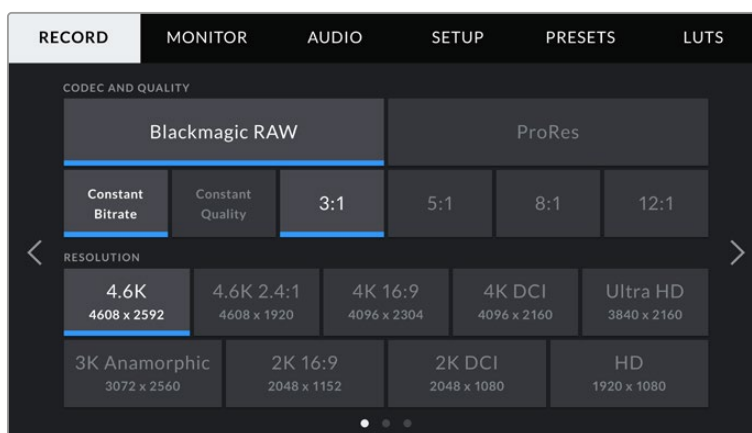 RECORD MONITOR AUDIO SETUP PRESETS LUTS
CODEC AND QUALITY
Blackmagic RAW ProRes
Constant Bitrate Constant Quality 3:1 5:1 8:1 12:1
RESOLUTION
4.6K 4.6K 2.4:1 4K 16:9 4K DCI Ultra HD
4608 x 2592 4608 x 1920 4096 x 2304 4096 x 2160 3840 x 2160
3K Anamorphic 2K 16:9 2K DCI HD
3072 x 2560 2048 x 1152 2048 x 1080 1920 x 1080